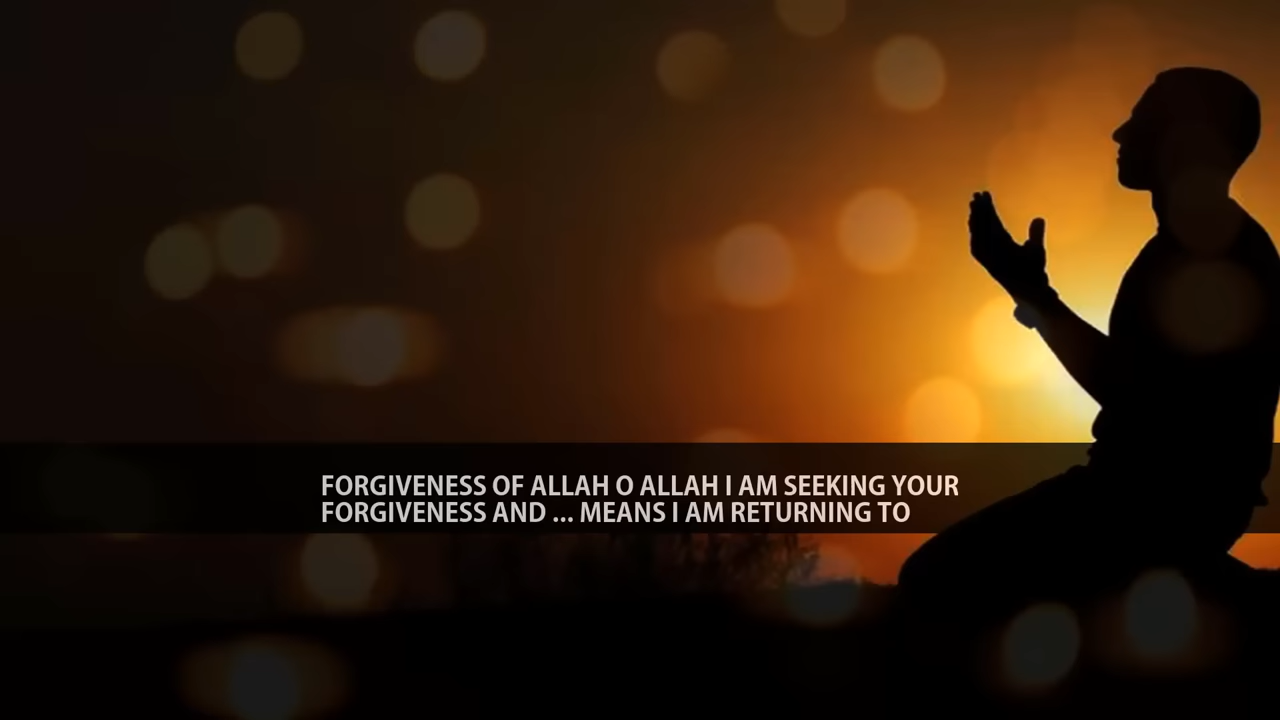 FORGIVENESS OF ALLAH O ALLAH I AM SEEKING YOUR
FORGIVENESS AND ... MEANS I AM RETURNING TO